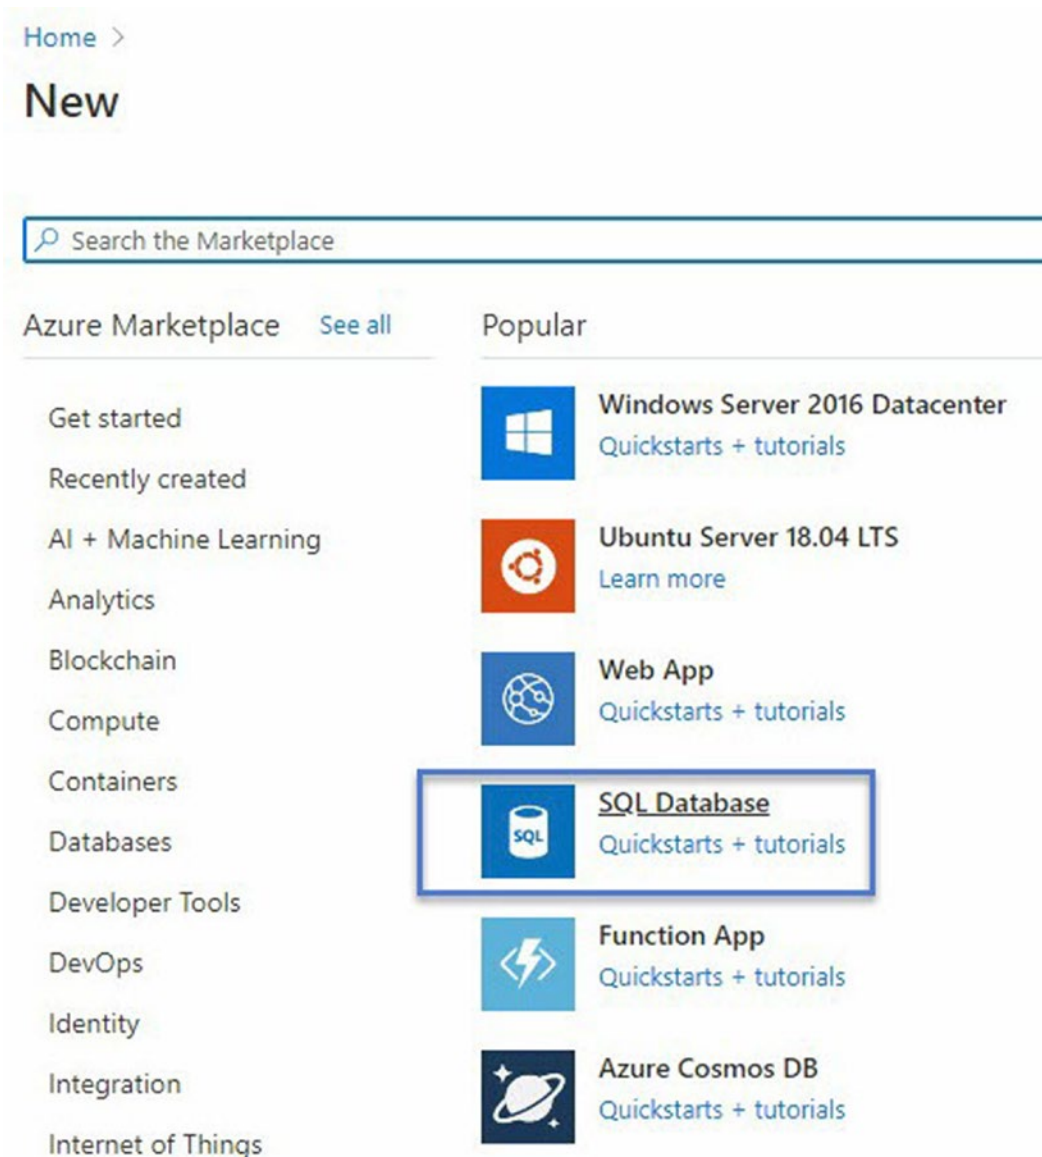 Home >
New
Search the Marketplace
Azure Marketplace See all
Get started
Recently created
AI + Machine Learning
Analytics
Blockchain
Compute
Containers
Databases
Developer Tools
DevOps
Identity
Integration
Internet of Things
Popular
Windows Server 2016 Datacenter
Quickstarts + tutorials
Ubuntu Server 18.04 LTS
Learn more
Web App
Quickstarts + tutorials
SQL
SQL Database
Quickstarts + tutorials
Function App
Quickstarts + tutorials
Azure Cosmos DB
Quickstarts + tutorials